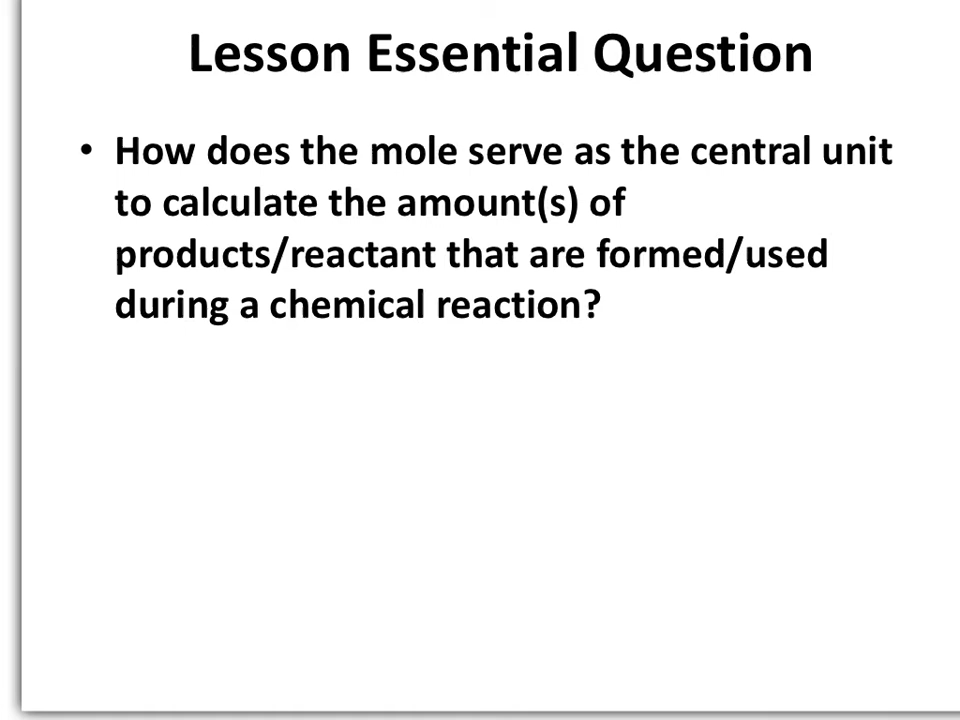 Lesson Essential Question
• How does the mole serve as the central unit
to calculate the amount(s) of
products/reactant that are formed/used
during a chemical reaction?